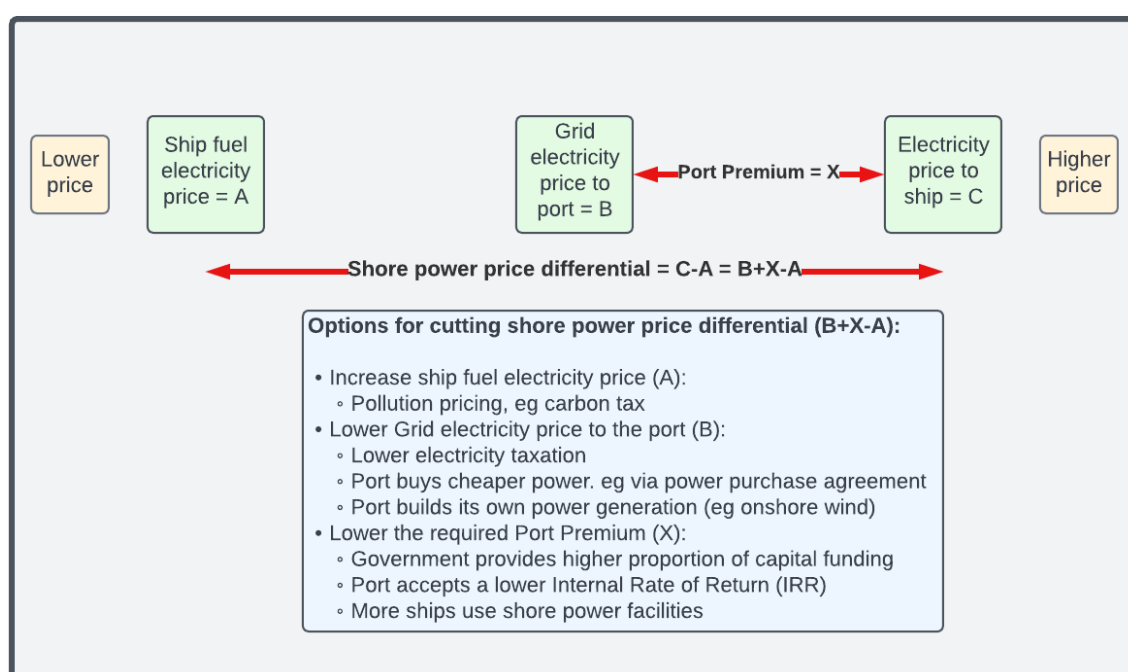 Lower
price
Ship fuel
electricity
price = A
Grid
electricity
price to
port = B
Port Premium = X
Electricity
price to
ship = C
Higher
price
Shore power price differential = C-A = B+X-A
Options for cutting shore power price differential (B+X-A):
• Increase ship fuel electricity price (A):
◦ Pollution pricing, eg carbon tax
• Lower Grid electricity price to the port (B):
◦ Lower electricity taxation
◦ Port buys cheaper power. eg via power purchase agreement
◦ Port builds its own power generation (eg onshore wind)
• Lower the required Port Premium (X):
◦ Government provides higher proportion of capital funding
◦ Port accepts a lower Internal Rate of Return (IRR)
◦ More ships use shore power facilities